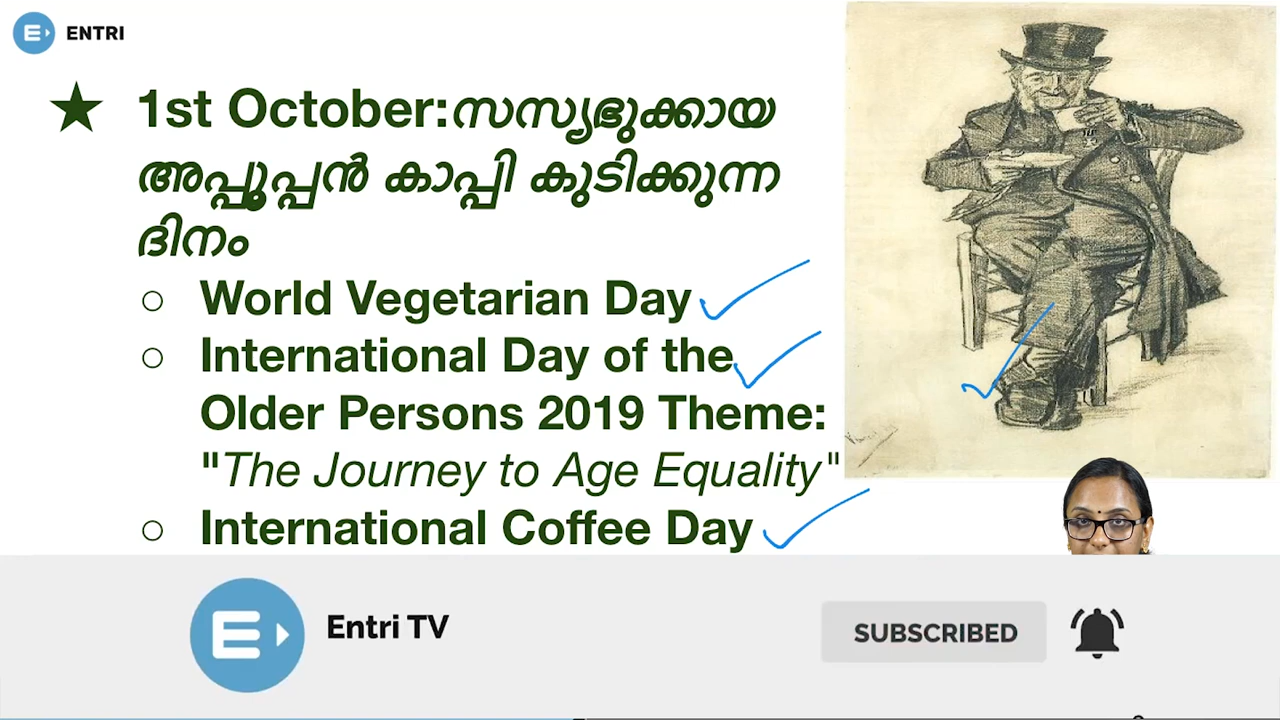 ENTRI
★ 1st October:സസ്യഭുക്കായ
അപ്പൂപ്പൻ കാപ്പി കുടിക്കുന്ന
ദിനം
○ World Vegetarian Day
○ International Day of the
Older Persons 2019 Theme:
"The Journey to Age Equality"
○ International Coffee Day
Entri TV
SUBSCRIBED